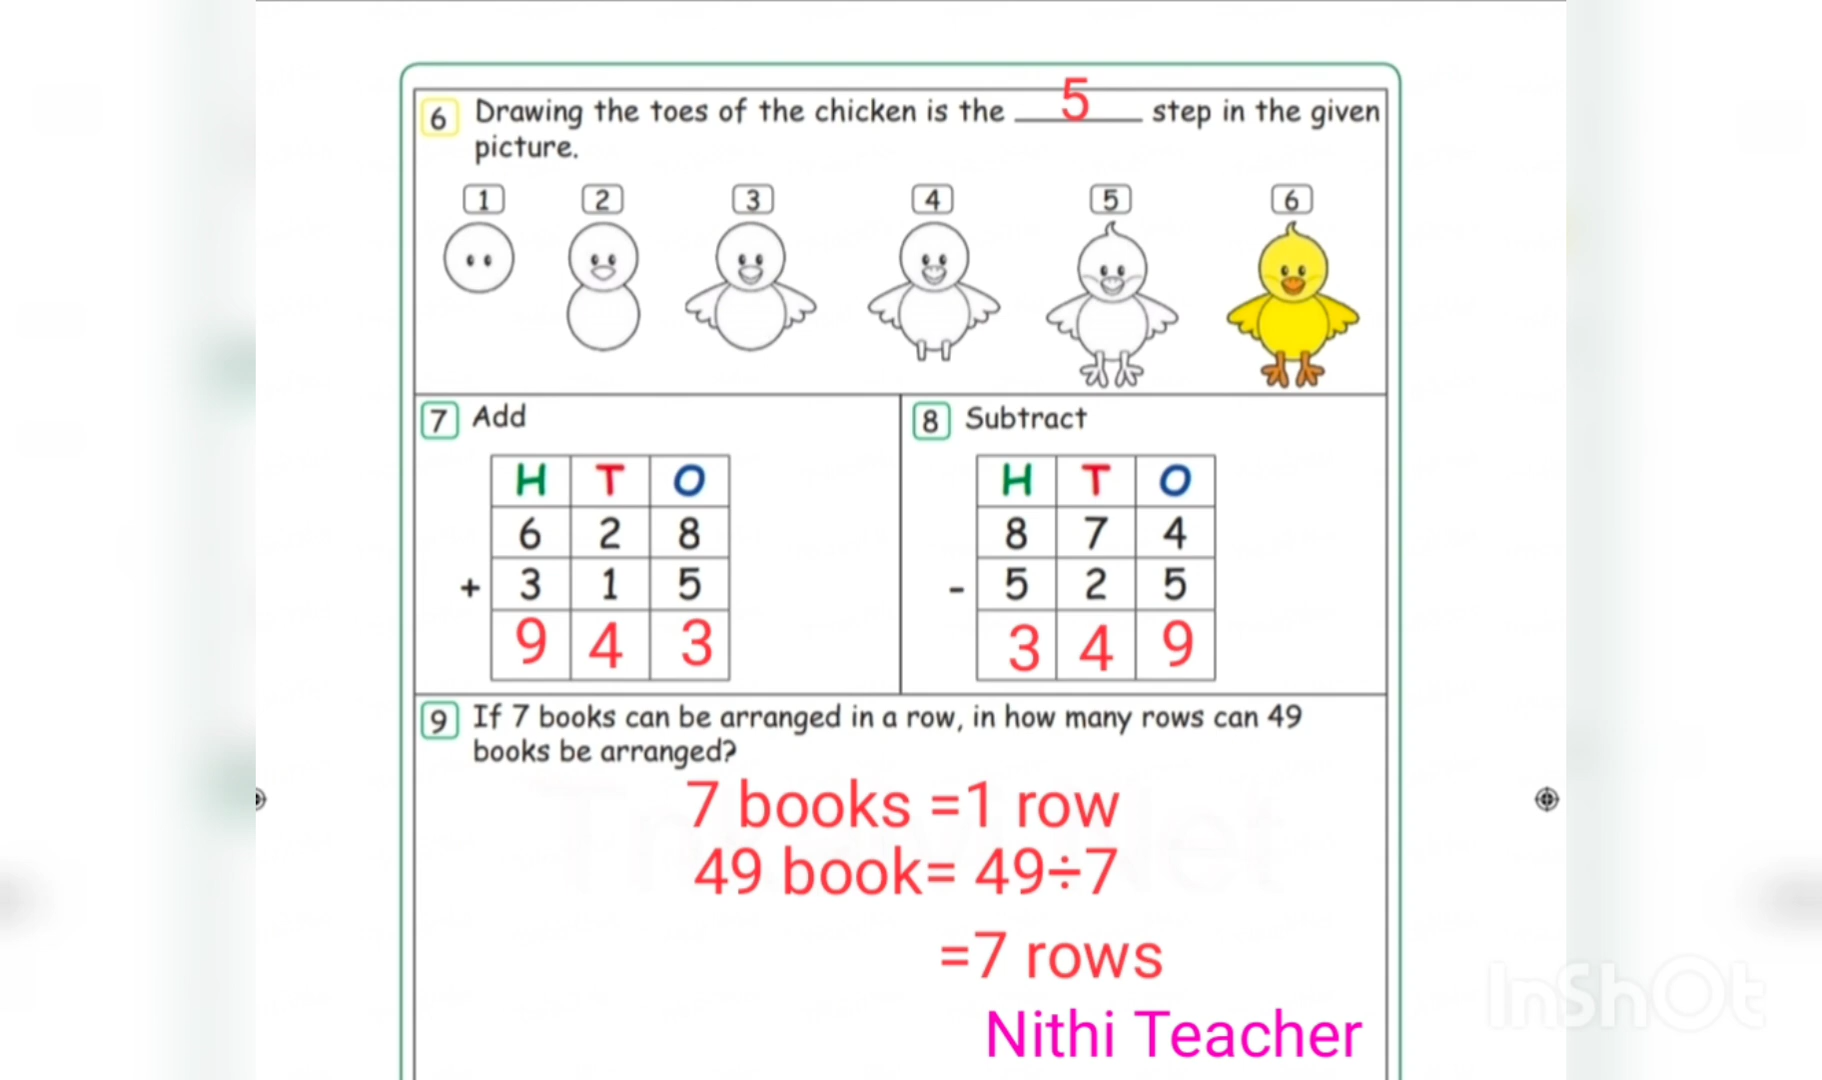 6 Drawing the toes of the chicken is the 5 step in the given
picture.
1 2 3 4 5 6
7 Add
H T O
6 2 8
+ 3 1 5
9 4 3
8 Subtract
H T O
8 7 4
- 5 2 5
3 4 9
9 If 7 books can be arranged in a row, in how many rows can 49
books be arranged?
7 books =1 row
49 book= 49÷7
=7 rows
Nithi Teacher
InShOt